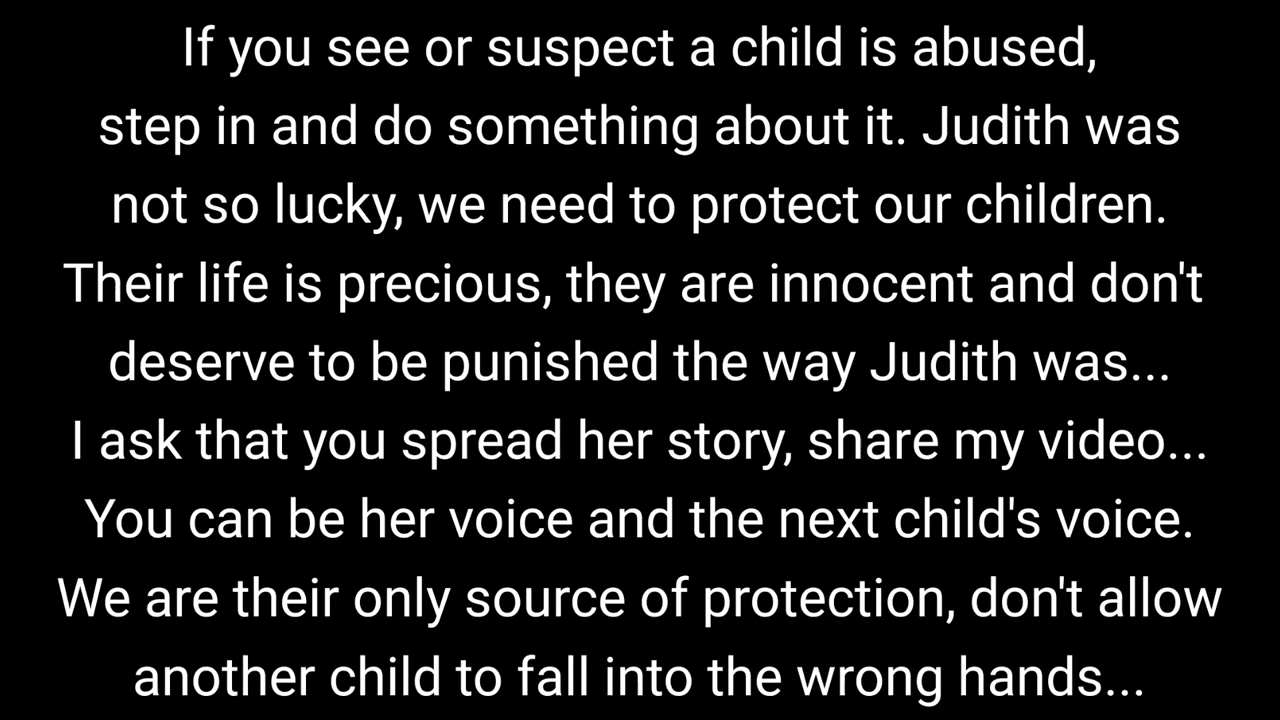 If you see or suspect a child is abused,
step in and do something about it. Judith was
not so lucky, we need to protect our children.
Their life is precious, they are innocent and don't
deserve to be punished the way Judith was...
I ask that you spread her story, share my video...
You can be her voice and the next child's voice.
We are their only source of protection, don't allow
another child to fall into the wrong hands...